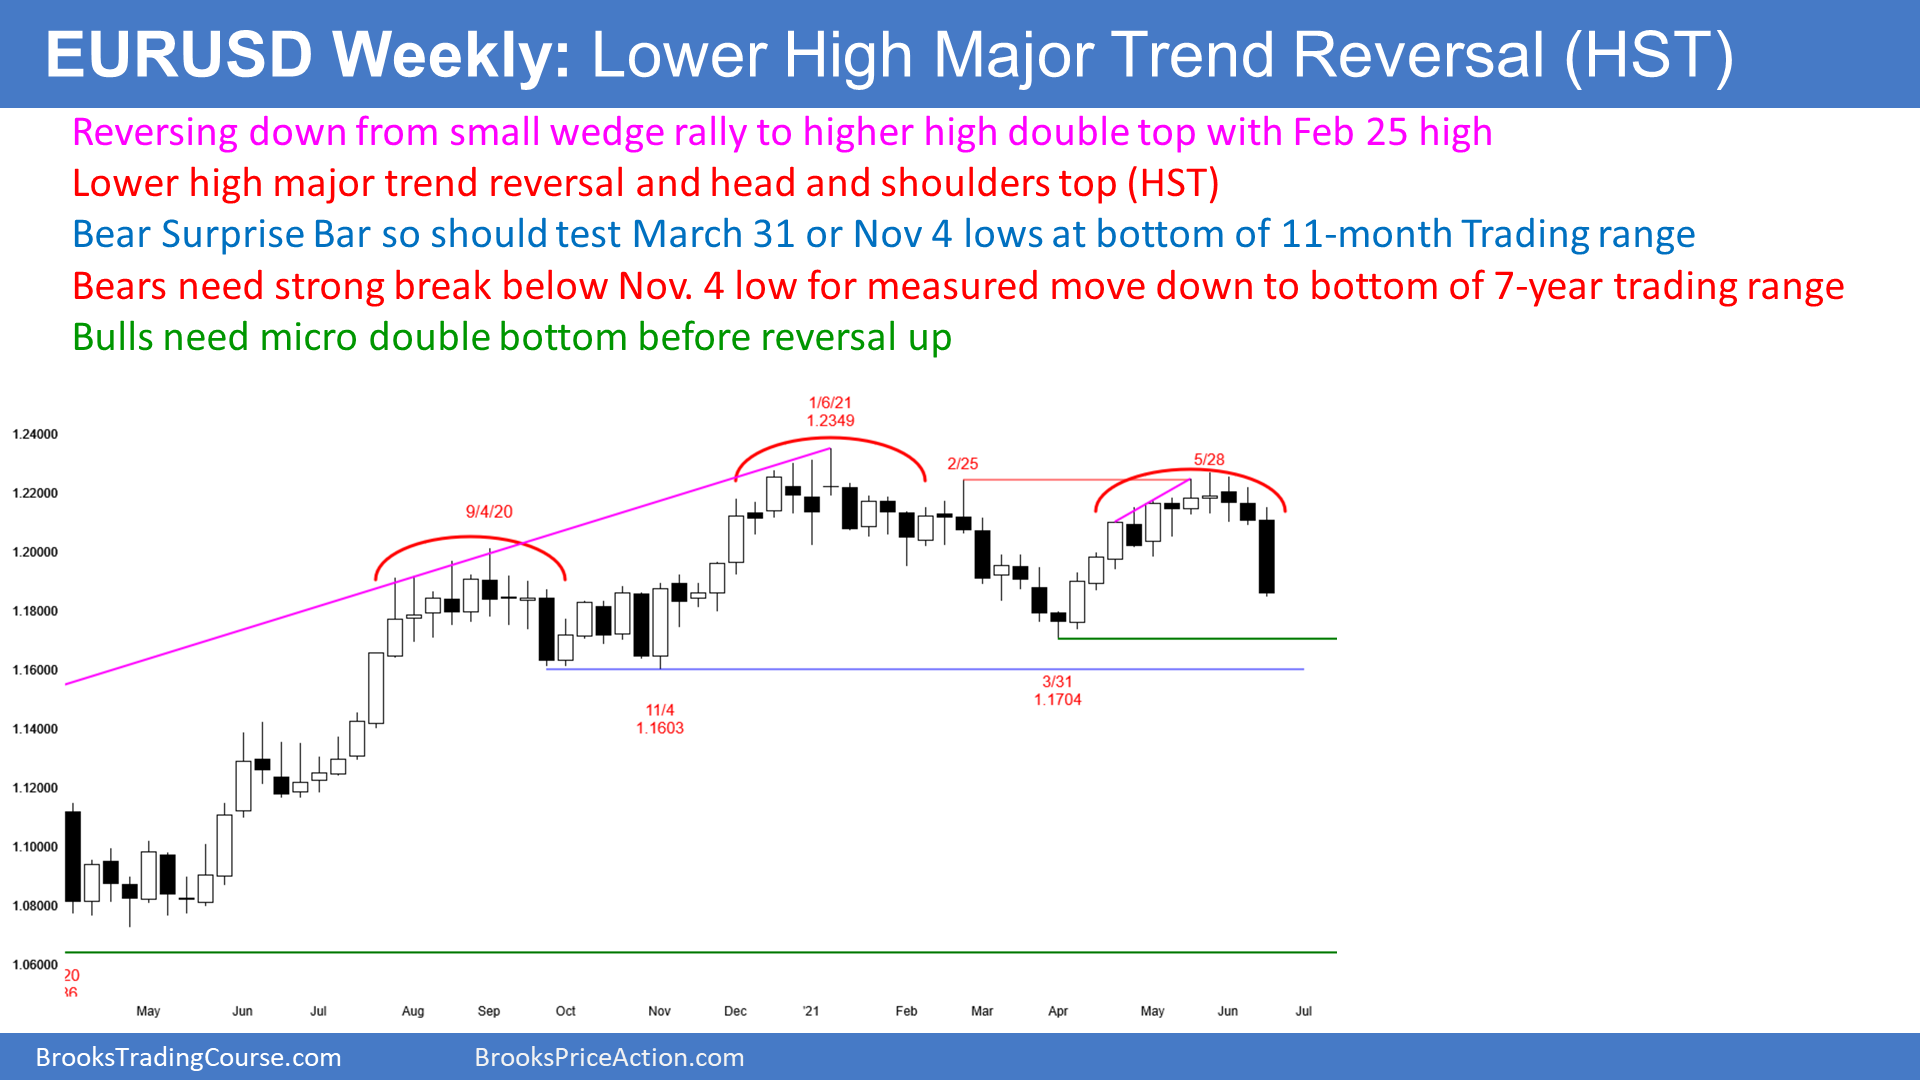 EURUSD Weekly: Lower High Major Trend Reversal (HST)
Reversing down from small wedge rally to higher high double top with Feb 25 high
Lower high major trend reversal and head and shoulders top (HST)
Bear Surprise Bar so should test March 31 or Nov 4 lows at bottom of 11-month Trading range
Bears need strong break below Nov. 4 low for measured move down to bottom of 7-year trading range
Bulls need micro double bottom before reversal up
1/6/21
1.2349
2/25
5/28
9/4/20
1.24000
1.22000
1.20000
1.18000
1.16000
1.14000
1.12000
1.10000
1.08000
1.06000
11/4
1.1603
3/31
1.1704
20
36
May Jun Jul Aug Sep Oct Nov Dec '21 Feb Mar Apr May Jun Jul
BrooksTradingCourse.com
BrooksPriceAction.com